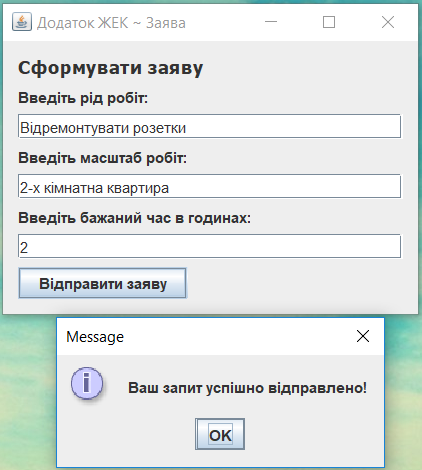 Додаток ЖЕК ~ Заява
Сформувати заяву
Введіть рід робіт:
Відремонтувати розетки
Введіть масштаб робіт:
2-х кімнатна квартира
Введіть бажаний час в годинах:
2
Відправити заяву
Message
Ваш запит успішно відправлено!
OK